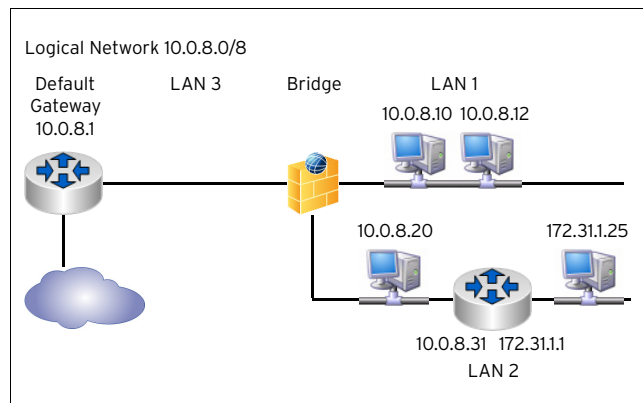 Logical Network 10.0.8.0/8
Default
Gateway
10.0.8.1
LAN 3
Bridge
LAN 1
10.0.8.10
10.0.8.12
10.0.8.20
172.31.1.25
10.0.8.31
172.31.1.1
LAN 2